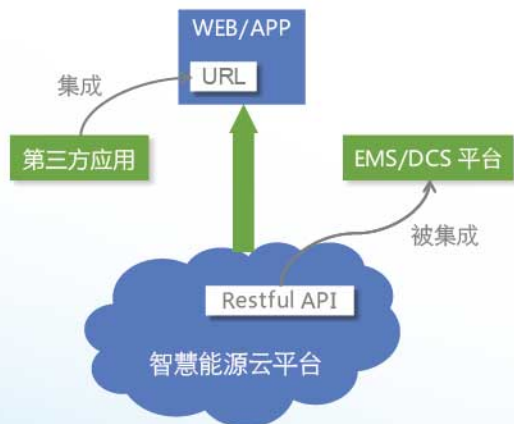 WEB/APP
URL
集成
第三方应用
EMS/DCS 平台
被集成
Restful API
智慧能源云平台